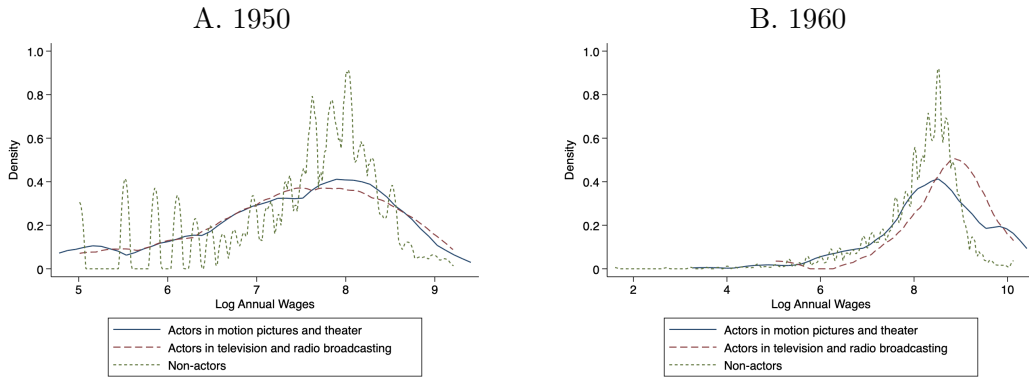 A. 1950
1.0
0.8
0.6
0.4
0.2
0
Density
5 6 7 8 9
Log Annual Wages
Actors in motion pictures and theater
Actors in television and radio broadcasting
Non-actors
B. 1960
1.0
0.8
0.6
0.4
0.2
0
Density
2 4 6 8 10
Log Annual Wages
Actors in motion pictures and theater
Actors in television and radio broadcasting
Non-actors